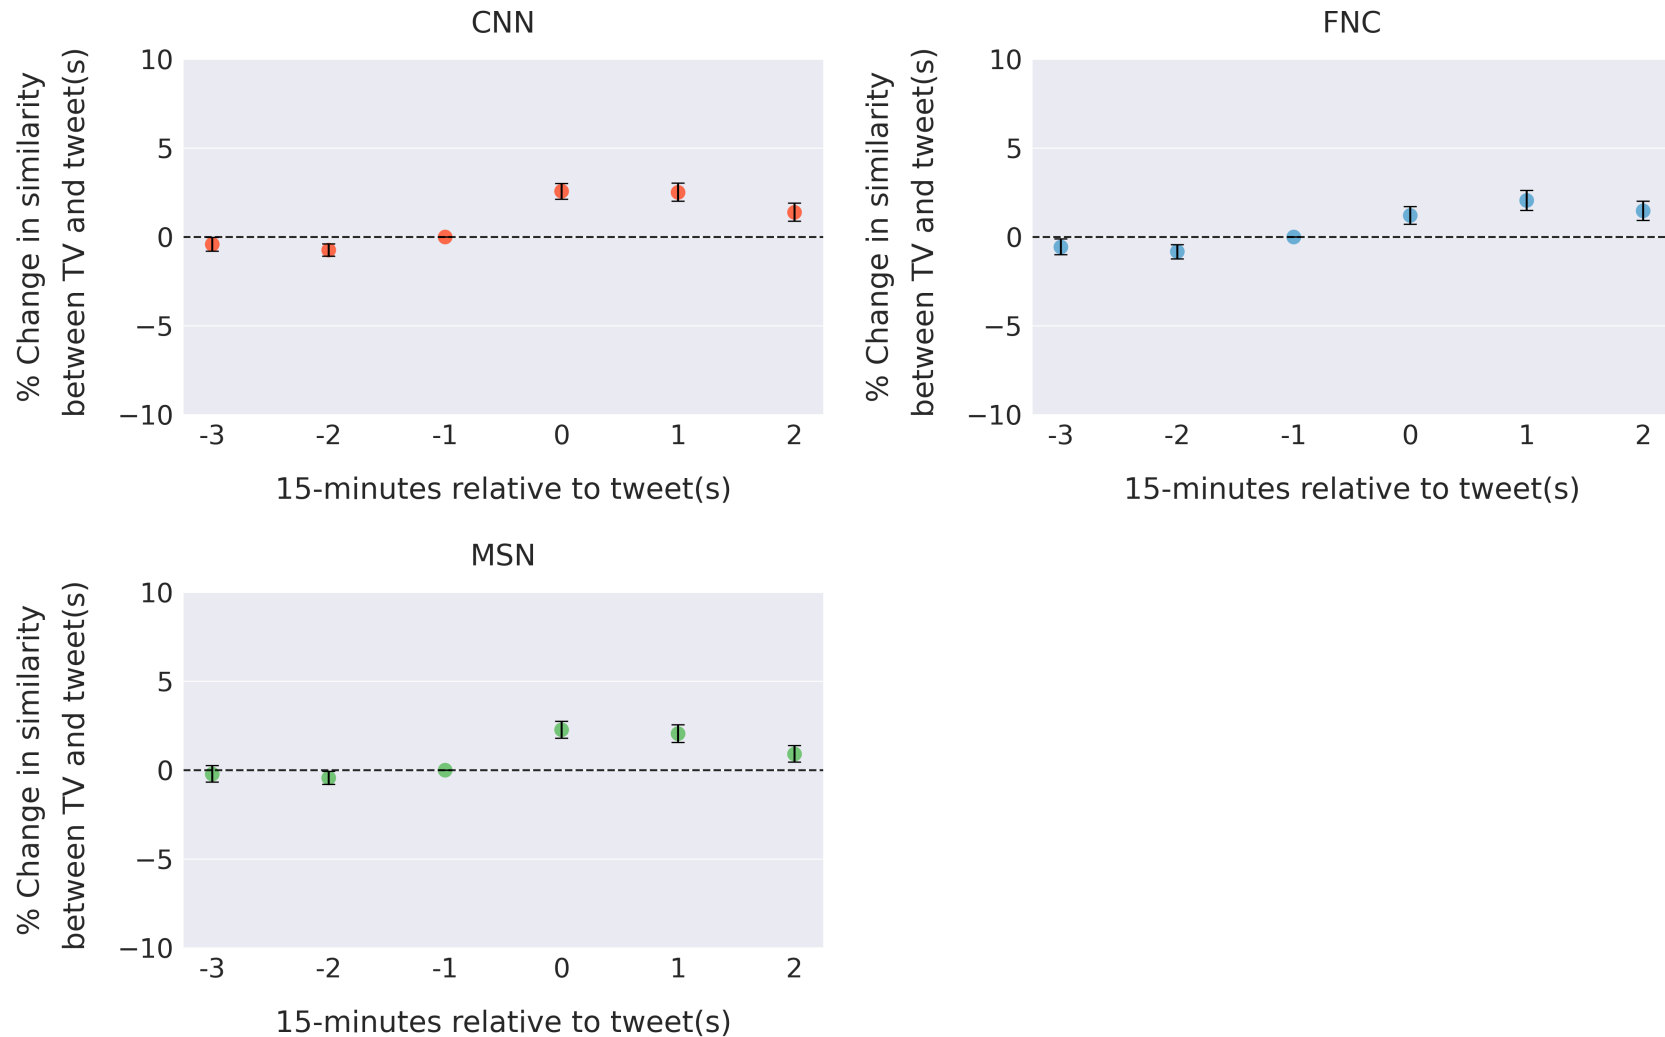 CNN
% Change in similarity
between TV and tweet(s)
10
5
0
−5
−10
-3 -2 -1 0 1 2
15-minutes relative to tweet(s)
FNC
% Change in similarity
between TV and tweet(s)
10
5
0
−5
−10
-3 -2 -1 0 1 2
15-minutes relative to tweet(s)
MSN
% Change in similarity
between TV and tweet(s)
10
5
0
−5
−10
-3 -2 -1 0 1 2
15-minutes relative to tweet(s)